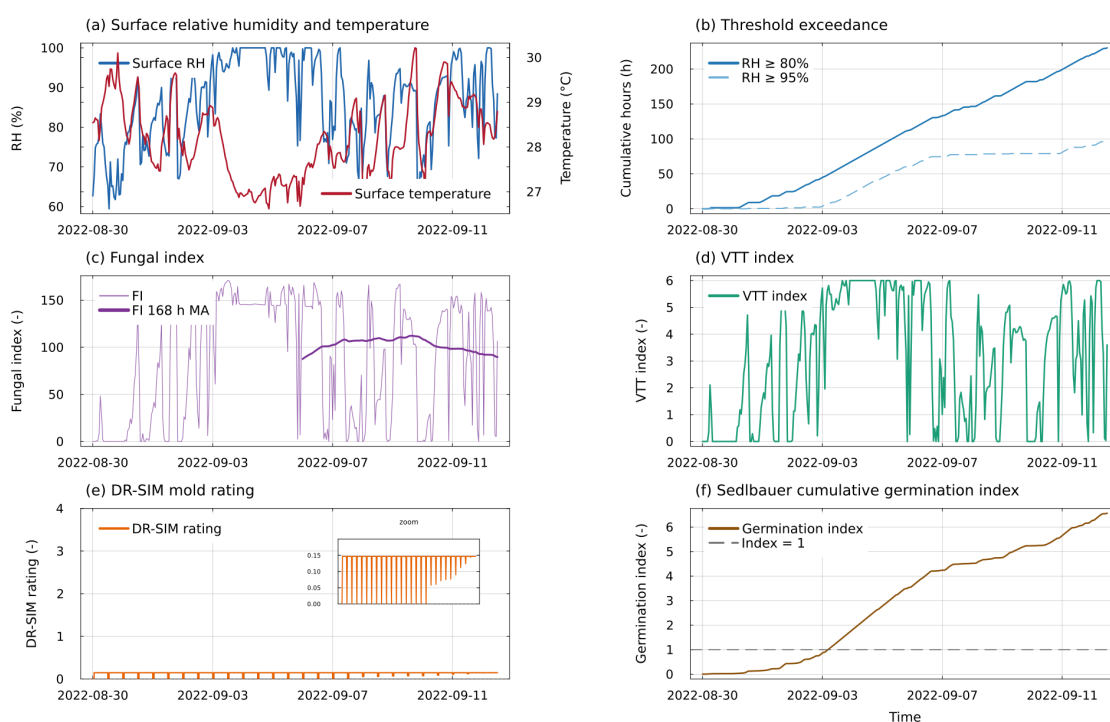 (a) Surface relative humidity and temperature
100
90
80
70
60
RH (%)
30
29
28
27
Temperature (°C)
Surface RH
Surface temperature
2022-08-30 2022-09-03 2022-09-07 2022-09-11
(b) Threshold exceedance
200
150
100
50
0
Cumulative hours (h)
RH ≥ 80%
RH ≥ 95%
2022-08-30 2022-09-03 2022-09-07 2022-09-11
(c) Fungal index
150
100
50
0
Fungal index (-)
FI
FI 168 h MA
2022-08-30 2022-09-03 2022-09-07 2022-09-11
(d) VTT index
6
5
4
3
2
1
0
VTT index (-)
VTT index
2022-08-30 2022-09-03 2022-09-07 2022-09-11
(e) DR-SIM mold rating
4
3
2
1
0
DR-SIM rating (-)
DR-SIM rating
zoom
0.15
0.10
0.05
0.00
2022-08-30 2022-09-03 2022-09-07 2022-09-11
(f) Sedlbauer cumulative germination index
6
5
4
3
2
1
0
Germination index (-)
Germination index
Index = 1
2022-08-30 2022-09-03 2022-09-07 2022-09-11
Time